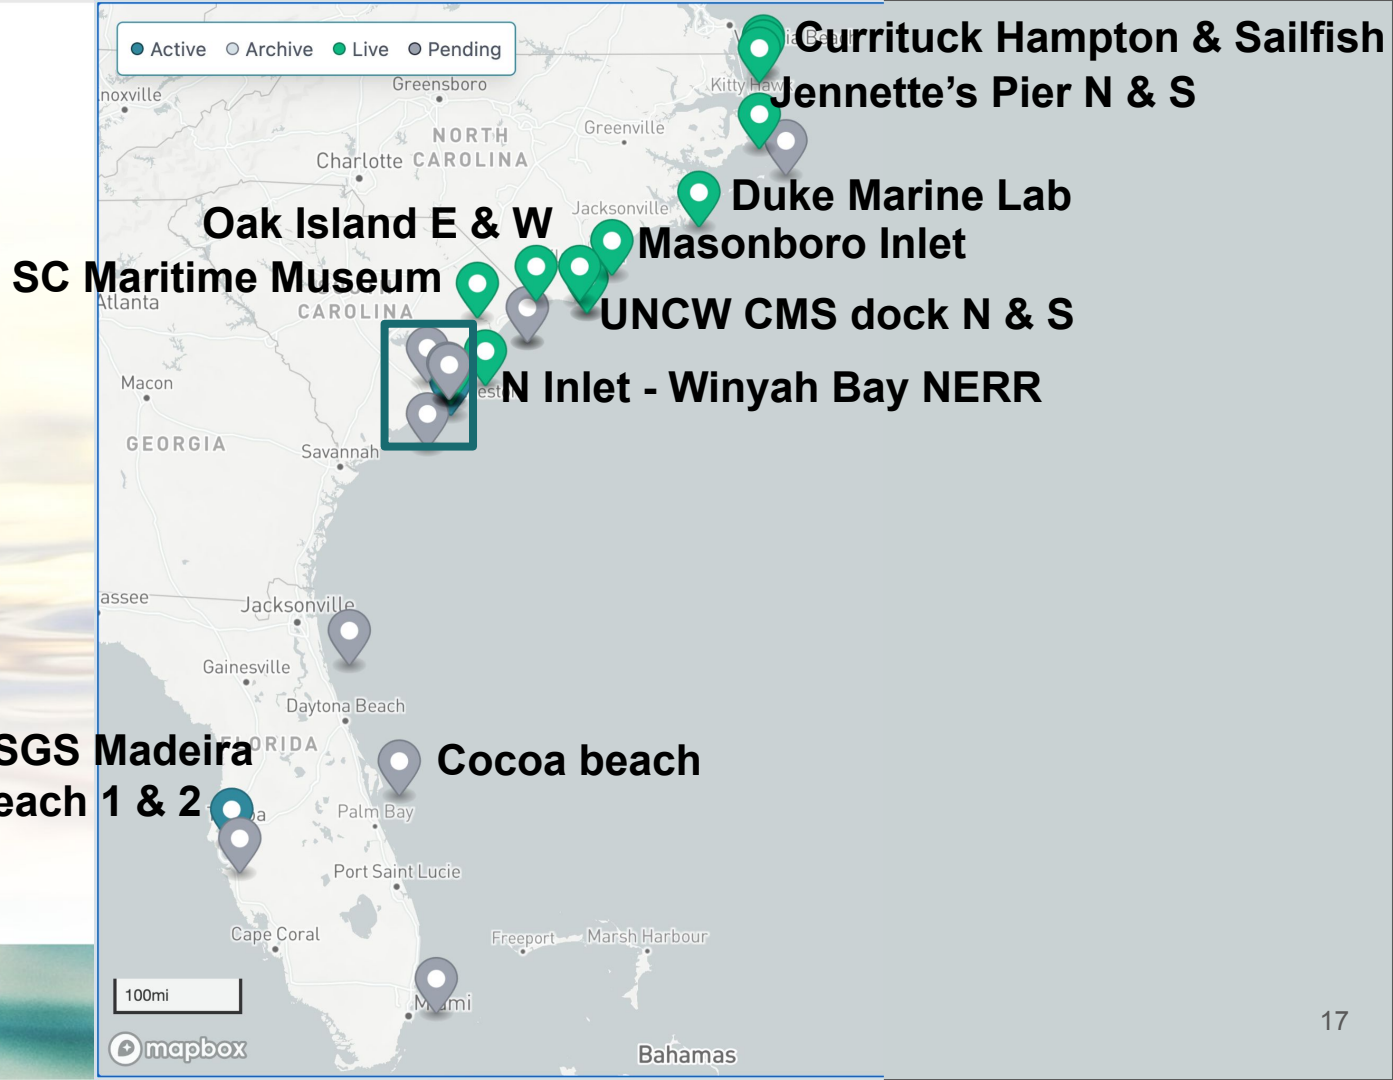 Active Archive Live Pending
Currituck Hampton & Sailfish
Kitty Hawk
Jennette's Pier N & S
noxville
Greensboro
NORTH
CAROLINA
Greenville
Charlotte
Duke Marine Lab
Jacksonville
Oak Island E & W
Masonboro Inlet
SC Maritime Museum
Atlanta
CAROLINA
UNCW CMS dock N & S
Macon
N Inlet - Winyah Bay NERR
GEORGIA
Savannah
assee
Jacksonville
Gainesville
Daytona Beach
SGS Madeira
FLORIDA
Cocoa beach
each 1 & 2
Palm Bay
Port Saint Lucie
Cape Coral
Freeport
Marsh Harbour
100mi
Miami
17
mapbox
Bahamas